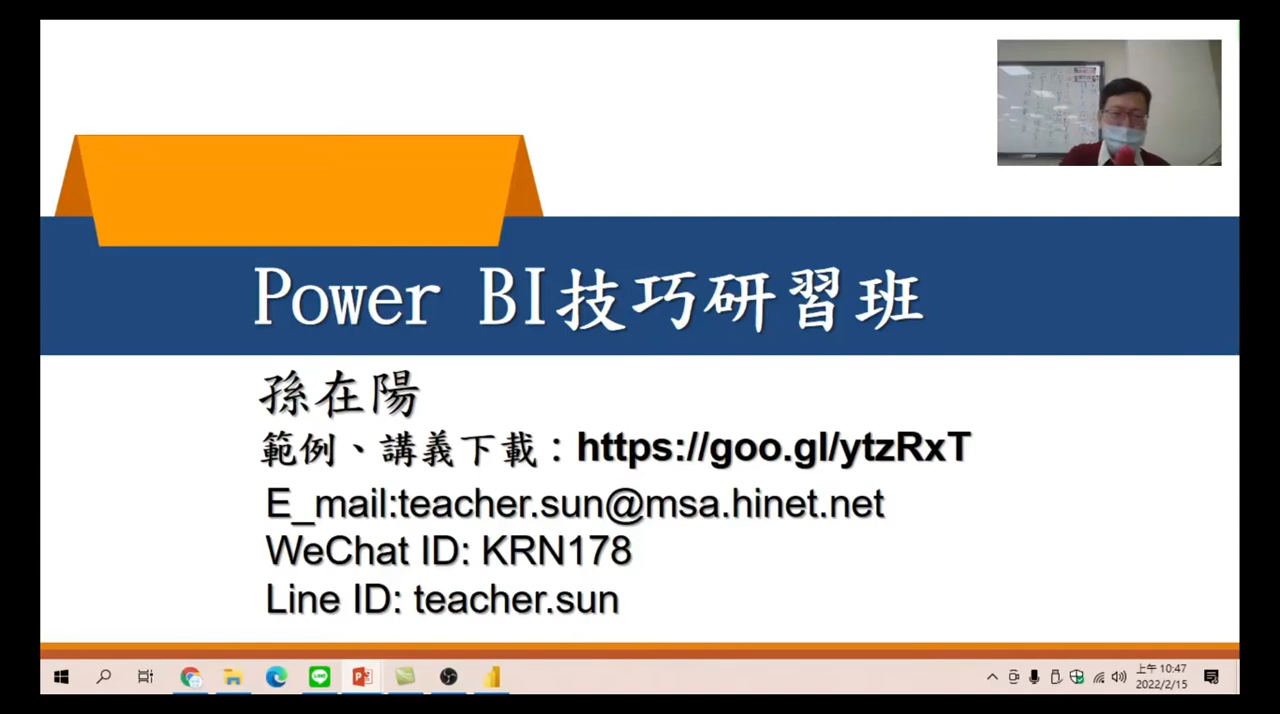 Power BI技巧研習班
孫在陽
範例、講義下載：https://goo.gl/ytzRxT
E_mail:teacher.sun@msa.hinet.net
WeChat ID: KRN178
Line ID: teacher.sun
上午 10:47
2022/2/15